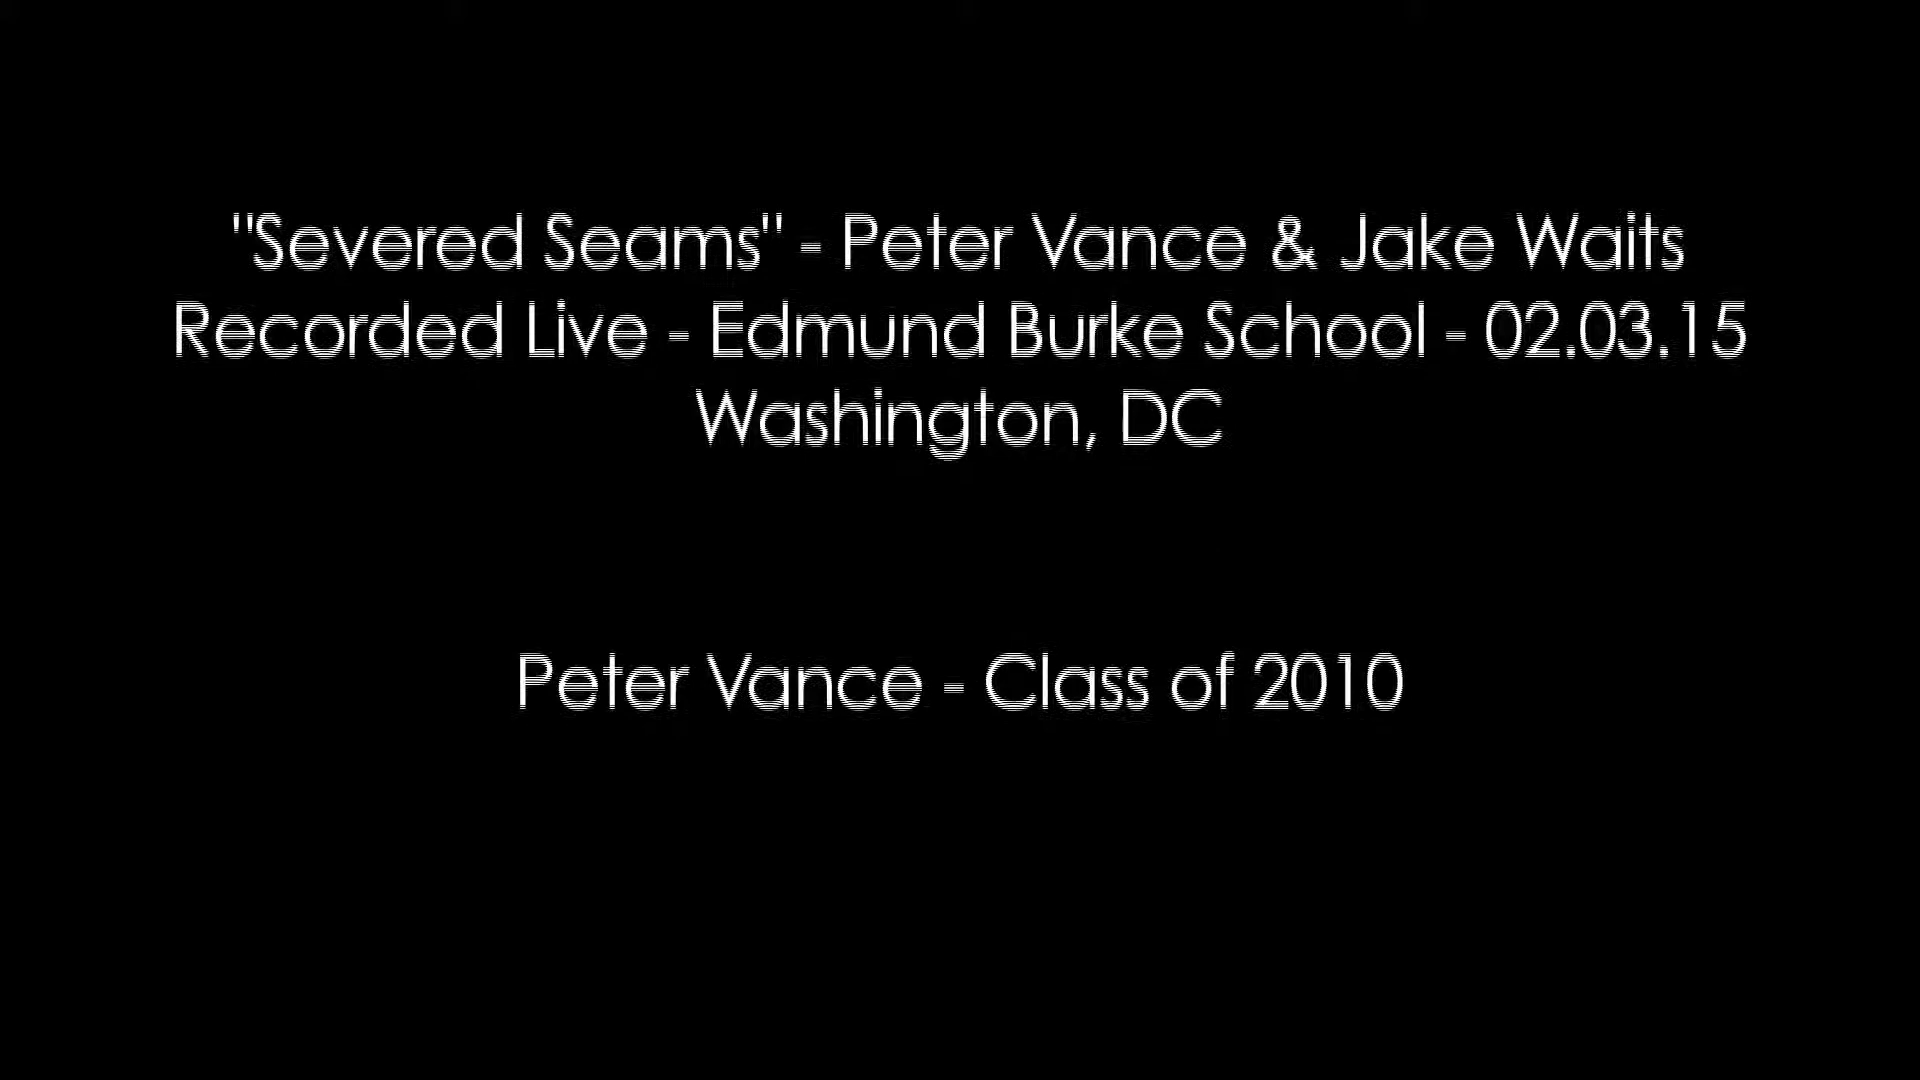 "Severed Seams" - Peter Vance & Jake Waits
Recorded Live - Edmund Burke School - 02.03.15
Washington, DC
Peter Vance - Class of 2010